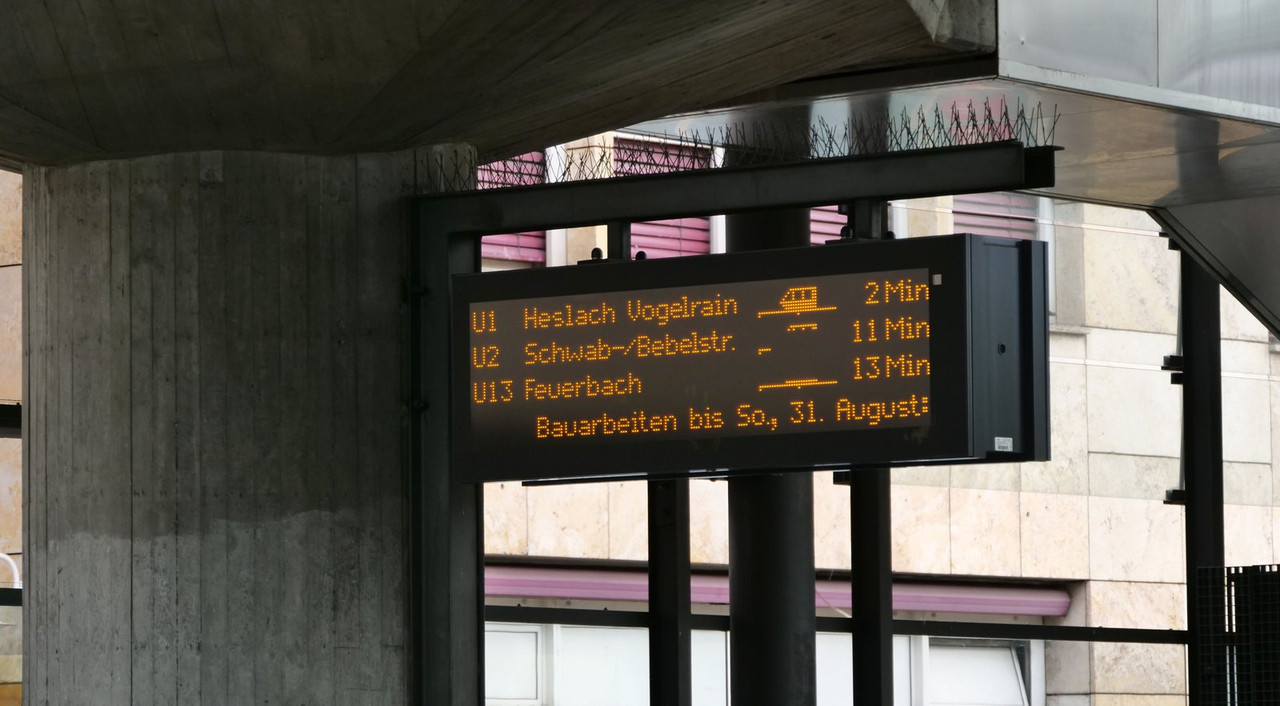 U1 Heslach Vogelrain 2 Min
U2 Schwab-/Bebelstr. 11 Min
U13 Feuerbach 13 Min
Bauarbeiten bis So., 31. August: